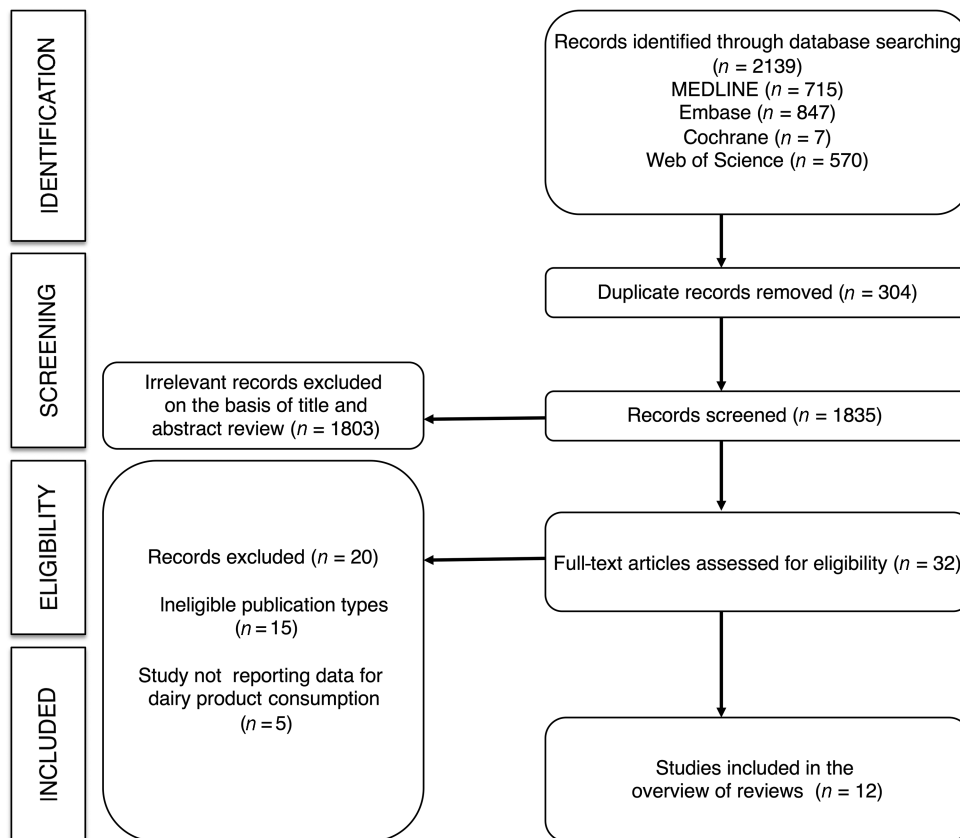 IDENTIFICATION
Records identified through database searching
(n = 2139)
MEDLINE (n = 715)
Embase (n = 847)
Cochrane (n = 7)
Web of Science (n = 570)
SCREENING
Duplicate records removed (n = 304)
Records screened (n = 1835)
Irrelevant records excluded
on the basis of title and
abstract review (n = 1803)
ELIGIBILITY
Full-text articles assessed for eligibility (n = 32)
Records excluded (n = 20)
Ineligible publication types
(n = 15)
Study not reporting data for
dairy product consumption
(n = 5)
INCLUDED
Studies included in the
overview of reviews (n = 12)